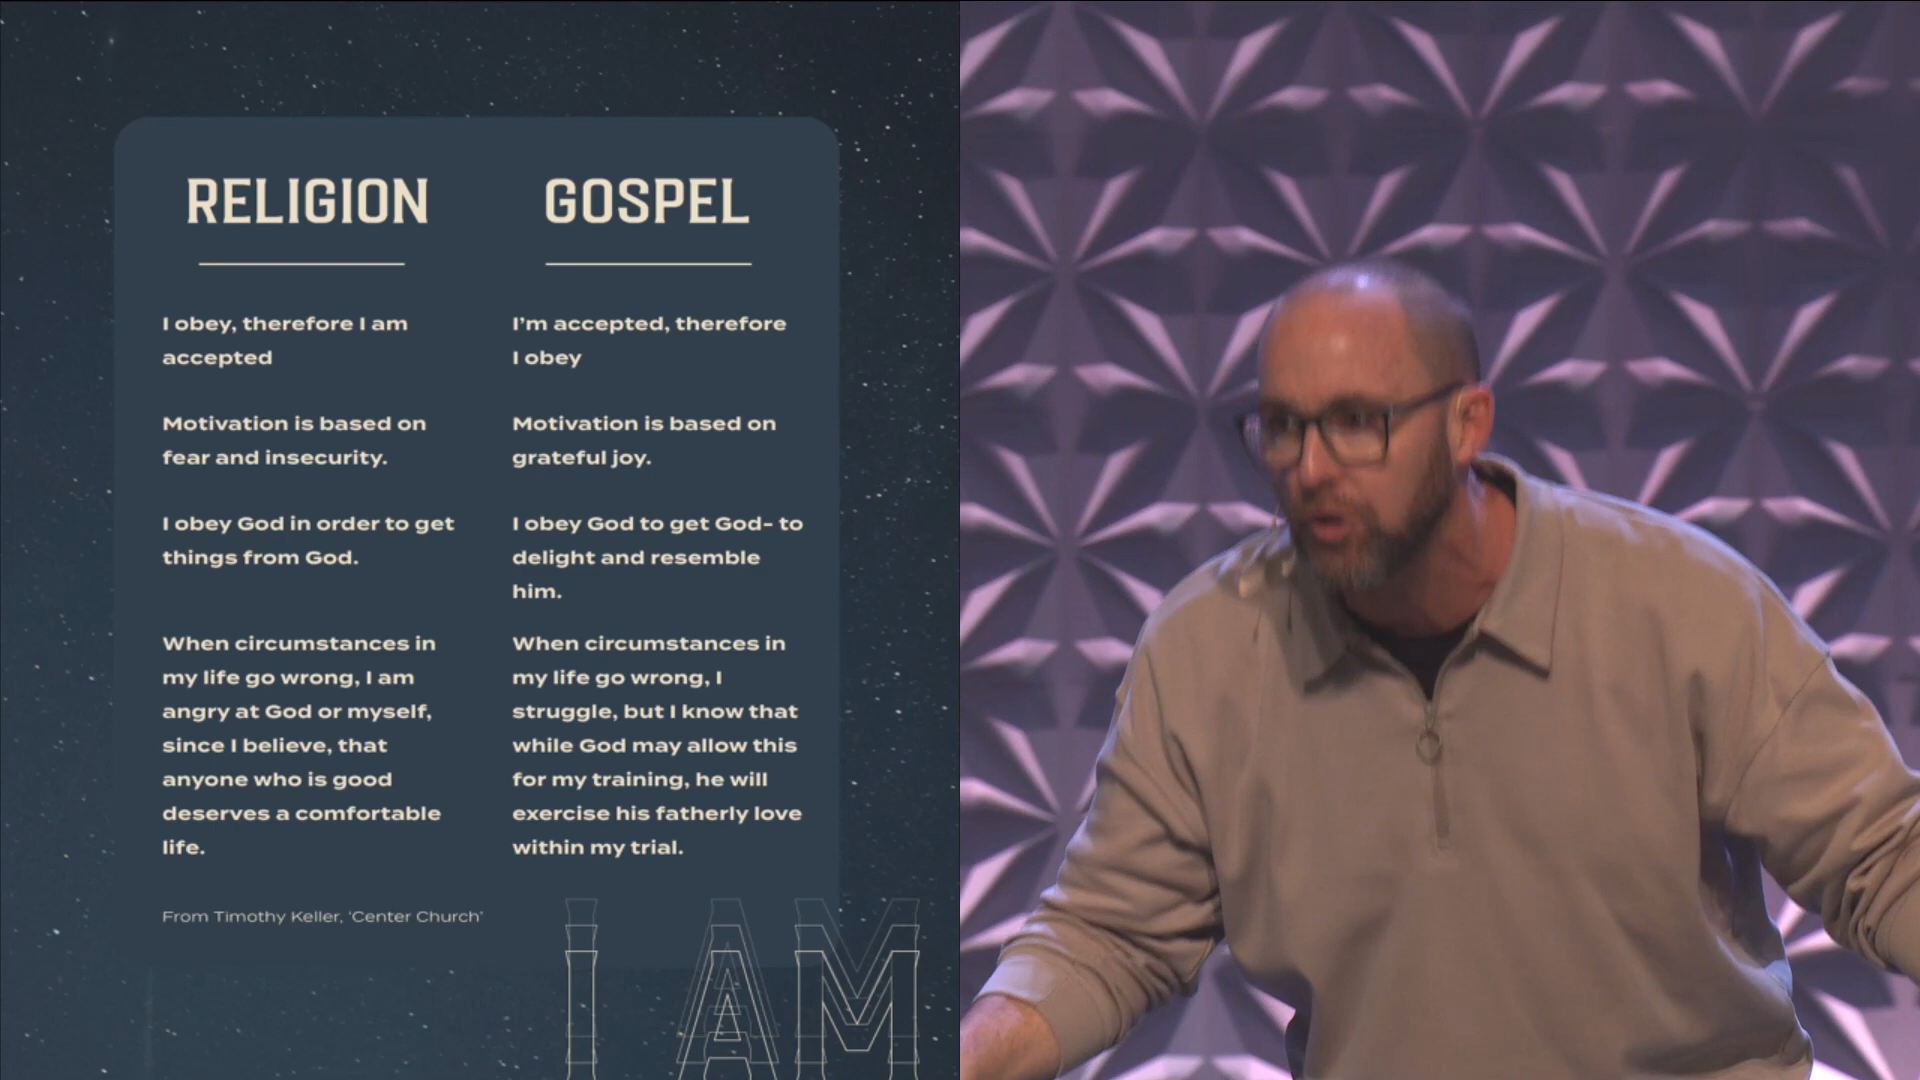 RELIGION
I obey, therefore I am
accepted
Motivation is based on
fear and insecurity.
I obey God in order to get
things from God.
When circumstances in
my life go wrong, I am
angry at God or myself,
since I believe, that
anyone who is good
deserves a comfortable
life.
GOSPEL
I'm accepted, therefore
I obey
Motivation is based on
grateful joy.
I obey God to get God- to
delight and resemble
him.
When circumstances in
my life go wrong, I
struggle, but I know that
while God may allow this
for my training, he will
exercise his fatherly love
within my trial.
From Timothy Keller, 'Center Church'
I AM